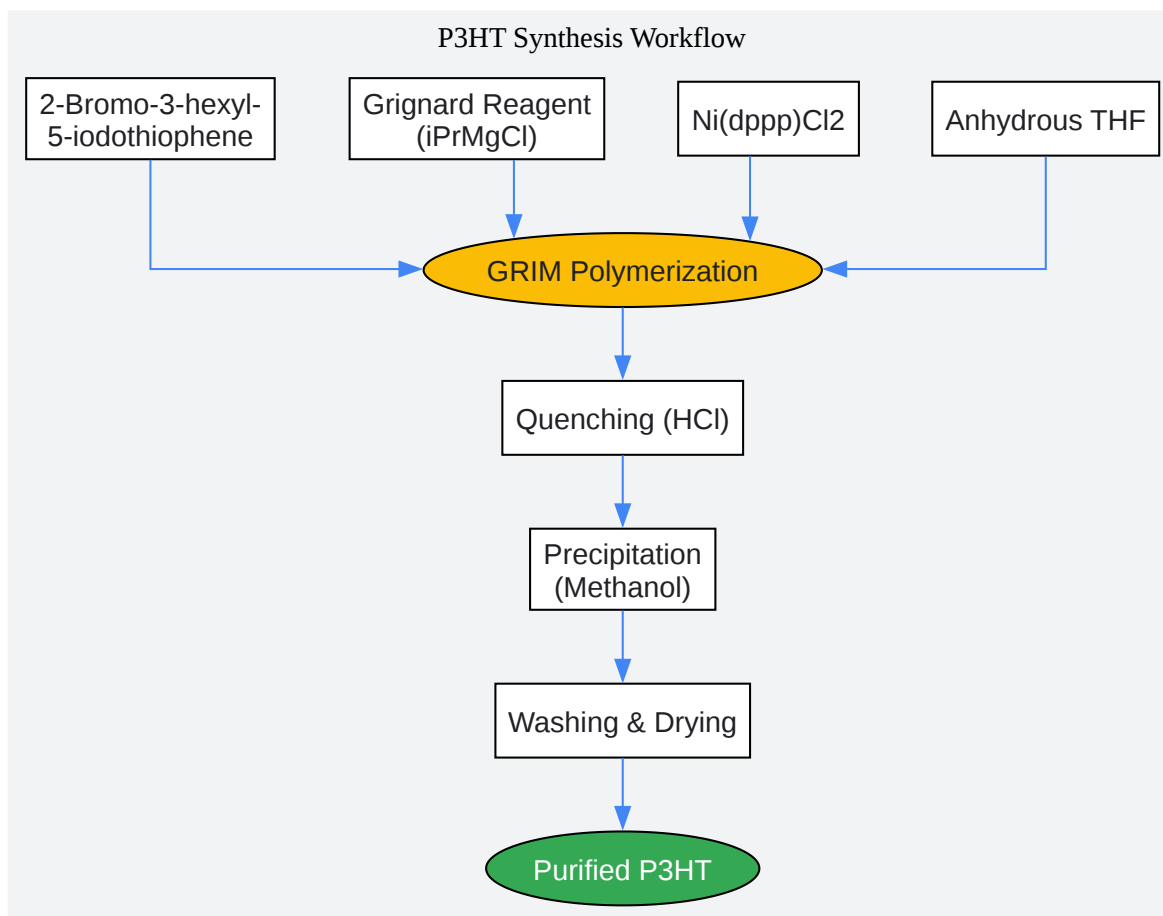 P3HT Synthesis Workflow
2-Bromo-3-hexyl-
5-iodothiophene
Grignard Reagent
(iPrMgCl)
Ni(dppp)Cl2
Anhydrous THF
GRIM Polymerization
Quenching (HCl)
Precipitation
(Methanol)
Washing & Drying
Purified P3HT